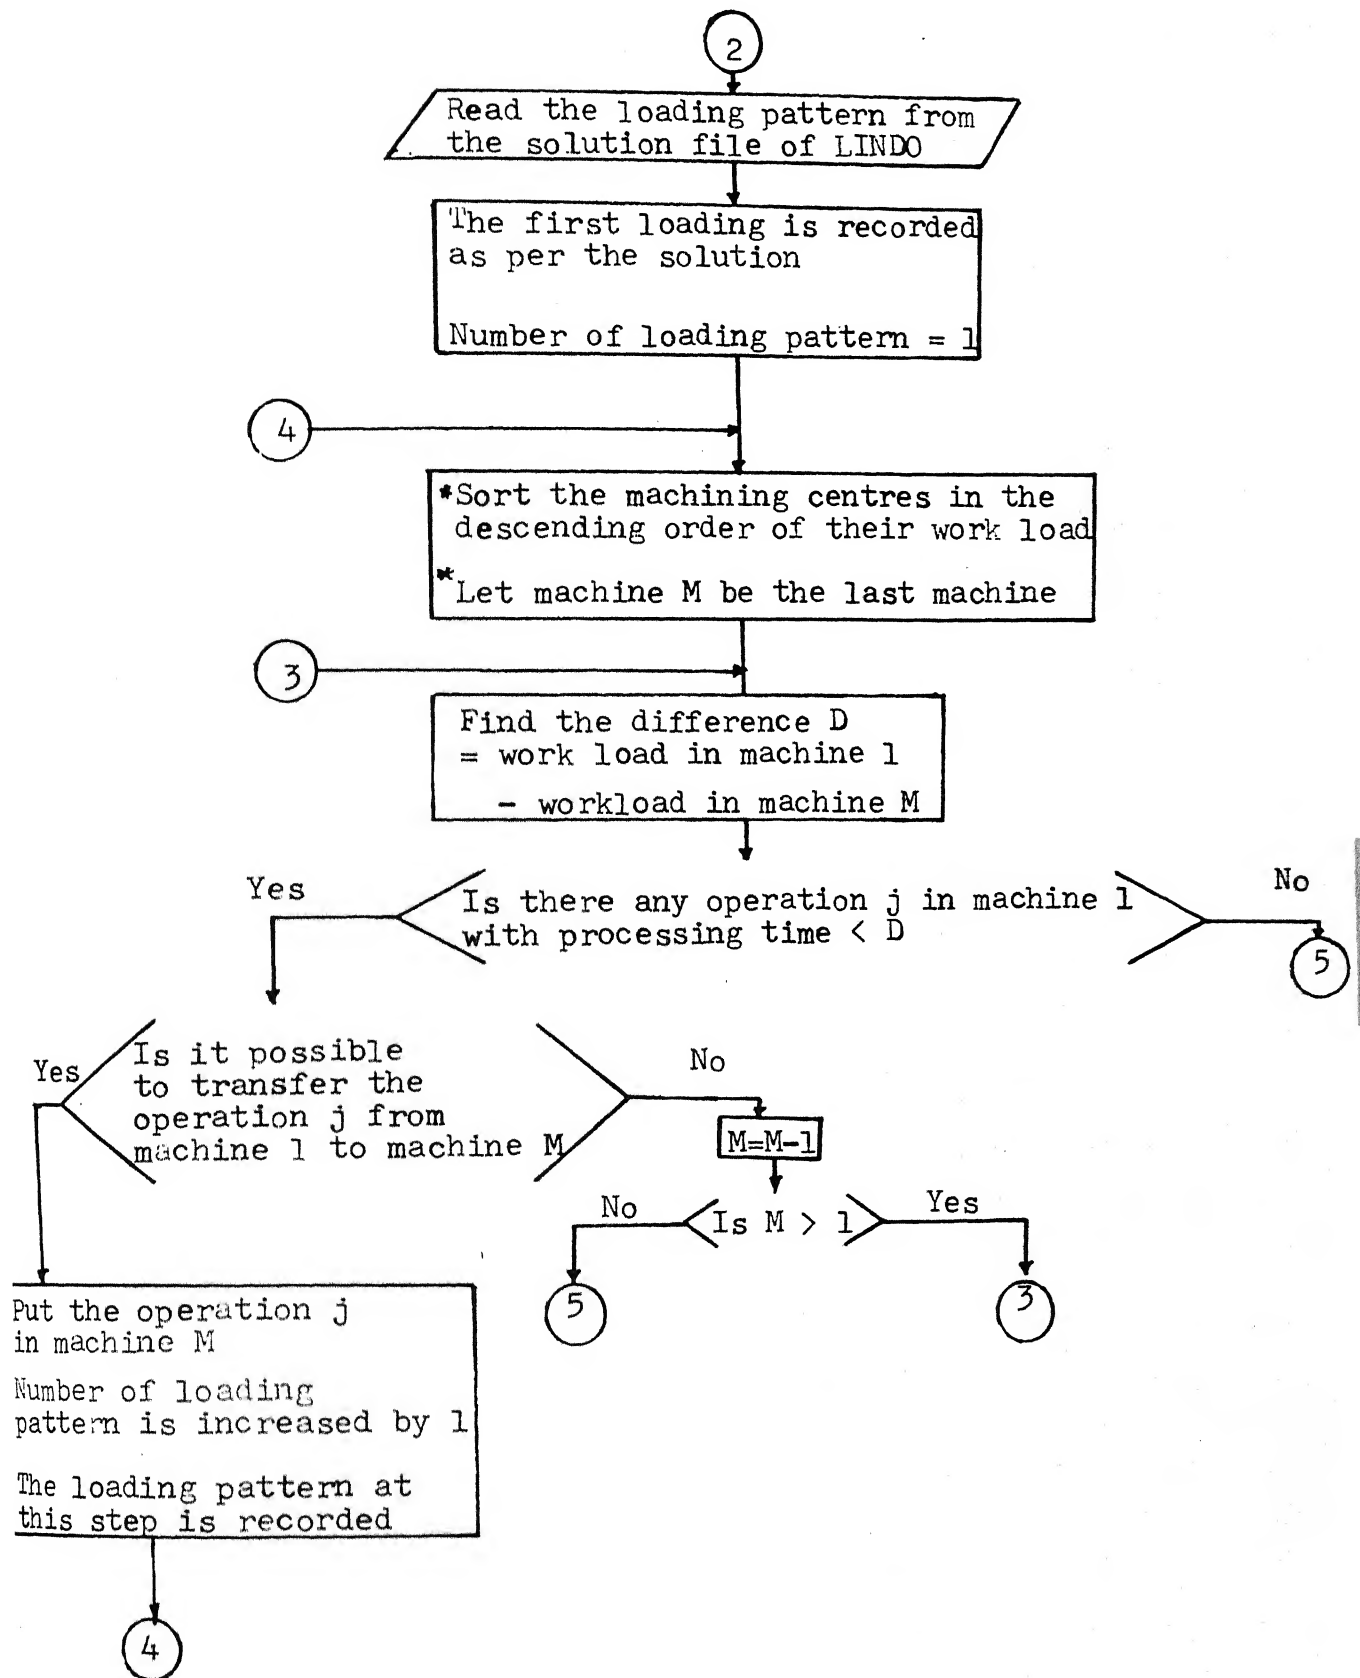 2
Read the loading pattern from
the solution file of LINDO
The first loading is recorded
as per the solution
Number of loading pattern = 1
4
*Sort the machining centres in the
descending order of their work load
*Let machine M be the last machine
3
Find the difference D
= work load in machine 1
- workload in machine M
Yes
Is there any operation j in machine 1
with processing time < D
No
5
Yes
Is it possible
to transfer the
operation j from
machine 1 to machine M
No
M=M-1
No
Is M > 1
Yes
5
3
Put the operation j
in machine M
Number of loading
pattern is increased by 1
The loading pattern at
this step is recorded
4